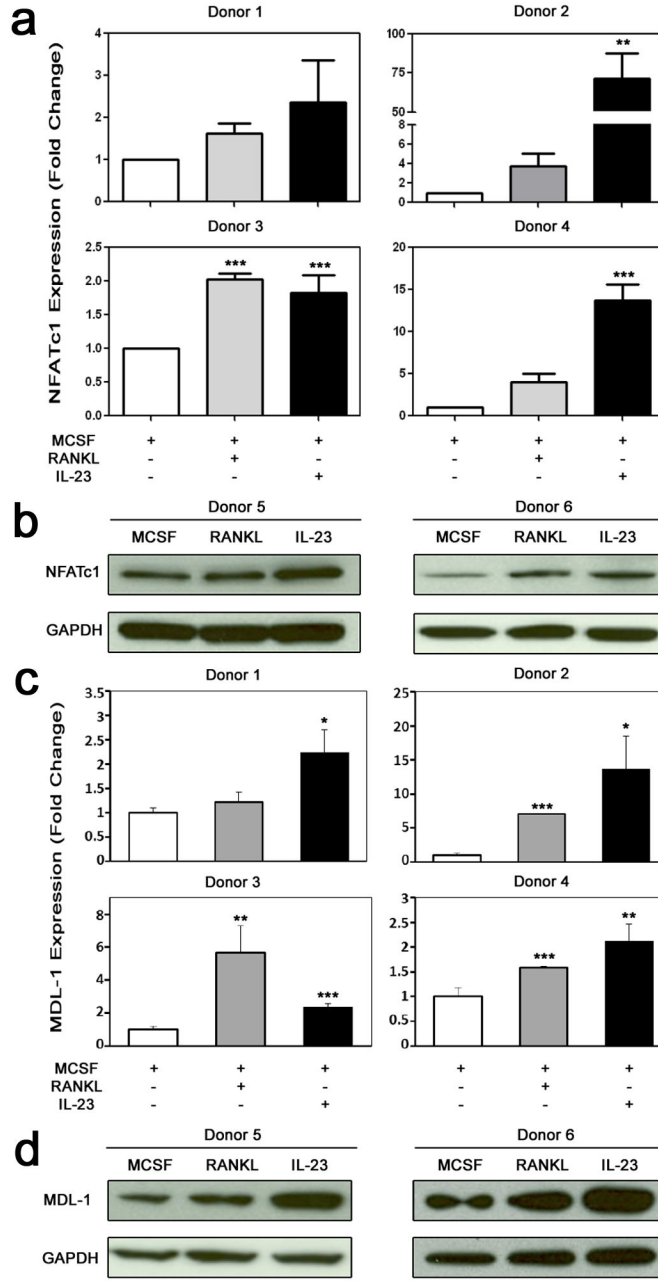 a
Donor 1
Donor 2
NFATc1 Expression (Fold Change)
4
3
2
1
0
**
100
75
50
8
6
4
2
0
Donor 3
Donor 4
2.5
2.0
1.5
1.0
0.5
0.0
*** ***
20
15
10
5
0
***
MCSF + + + + + +
RANKL - + - - + -
IL-23 - - + - - +
b
Donor 5
Donor 6
MCSF RANKL IL-23
MCSF RANKL IL-23
NFATc1
GAPDH
c
Donor 1
Donor 2
MDL-1 Expression (Fold Change)
3.5
3
2.5
2
1.5
1
0.5
0
*
25
20
15
10
5
0
*** *
Donor 3
Donor 4
8
6
4
2
0
** ***
3
2.5
2
1.5
1
0.5
0
*** **
MCSF + + + + + +
RANKL - + - - + -
IL-23 - - + - - +
d
Donor 5
Donor 6
MCSF RANKL IL-23
MCSF RANKL IL-23
MDL-1
GAPDH